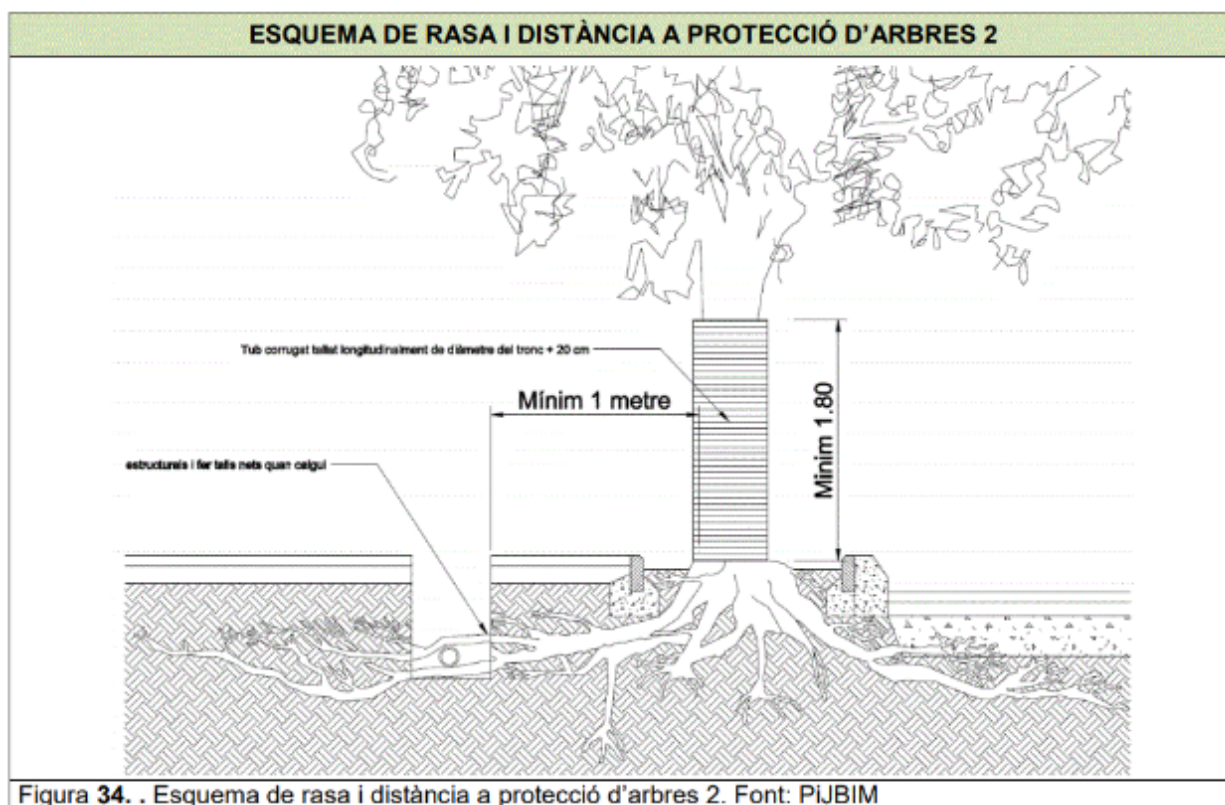 ESQUEMA DE RASA I DISTÀNCIA A PROTECCIÓ D'ARBRES 2
Tub corrugat tallat longitudinalment de diàmetre del tronc + 20 cm
Mínim 1 metre
Minim 1.80
estructurals i fer talls nets quan calgui
Figura 34. . Esquema de rasa i distància a protecció d'arbres 2. Font: PiJBIM